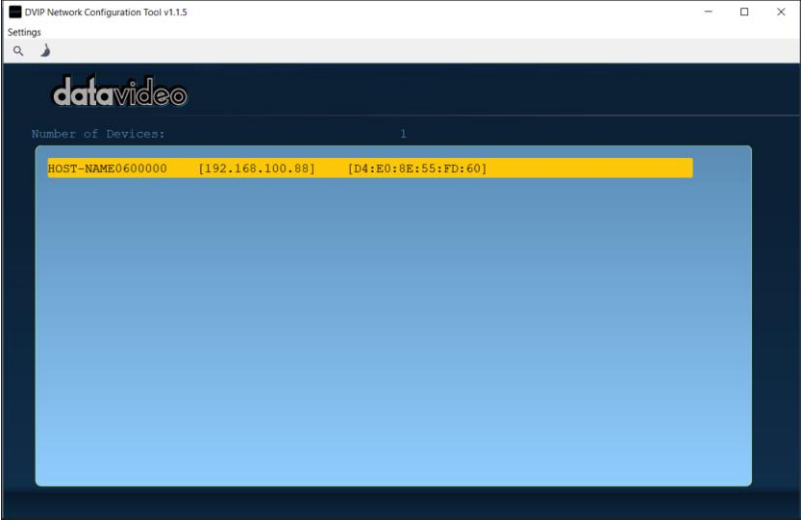 DVIP Network Configuration Tool v1.1.5
Settings
datavideo
Number of Devices: 1
HOST-NAME0600000 [192.168.100.88] [D4:E0:8E:55:FD:60]